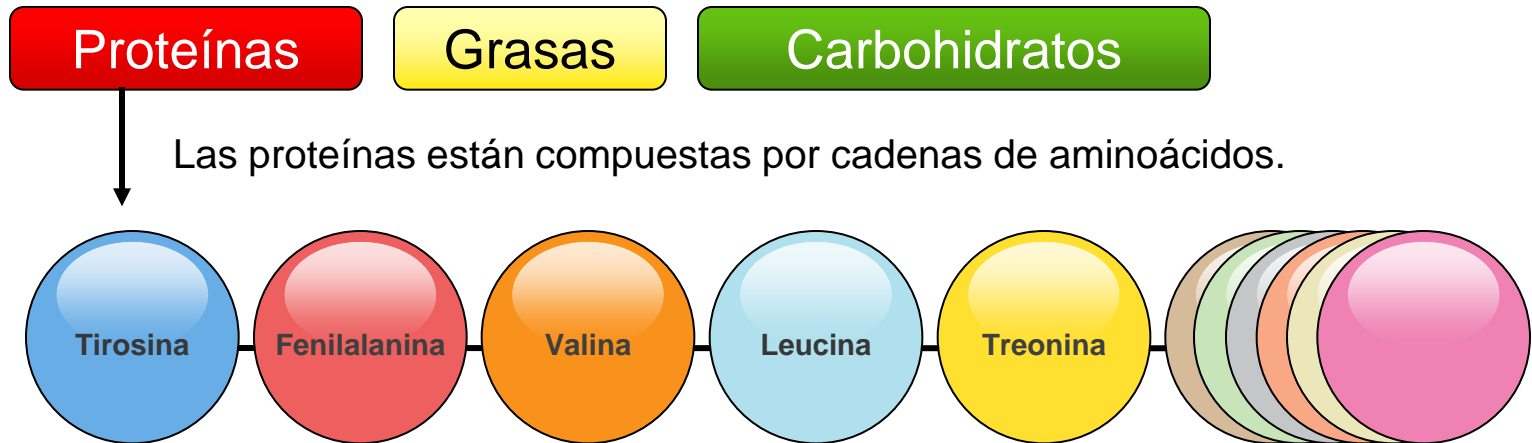 Proteínas Grasas Carbohidratos
Las proteínas están compuestas por cadenas de aminoácidos.
Tirosina Fenilalanina Valina Leucina Treonina